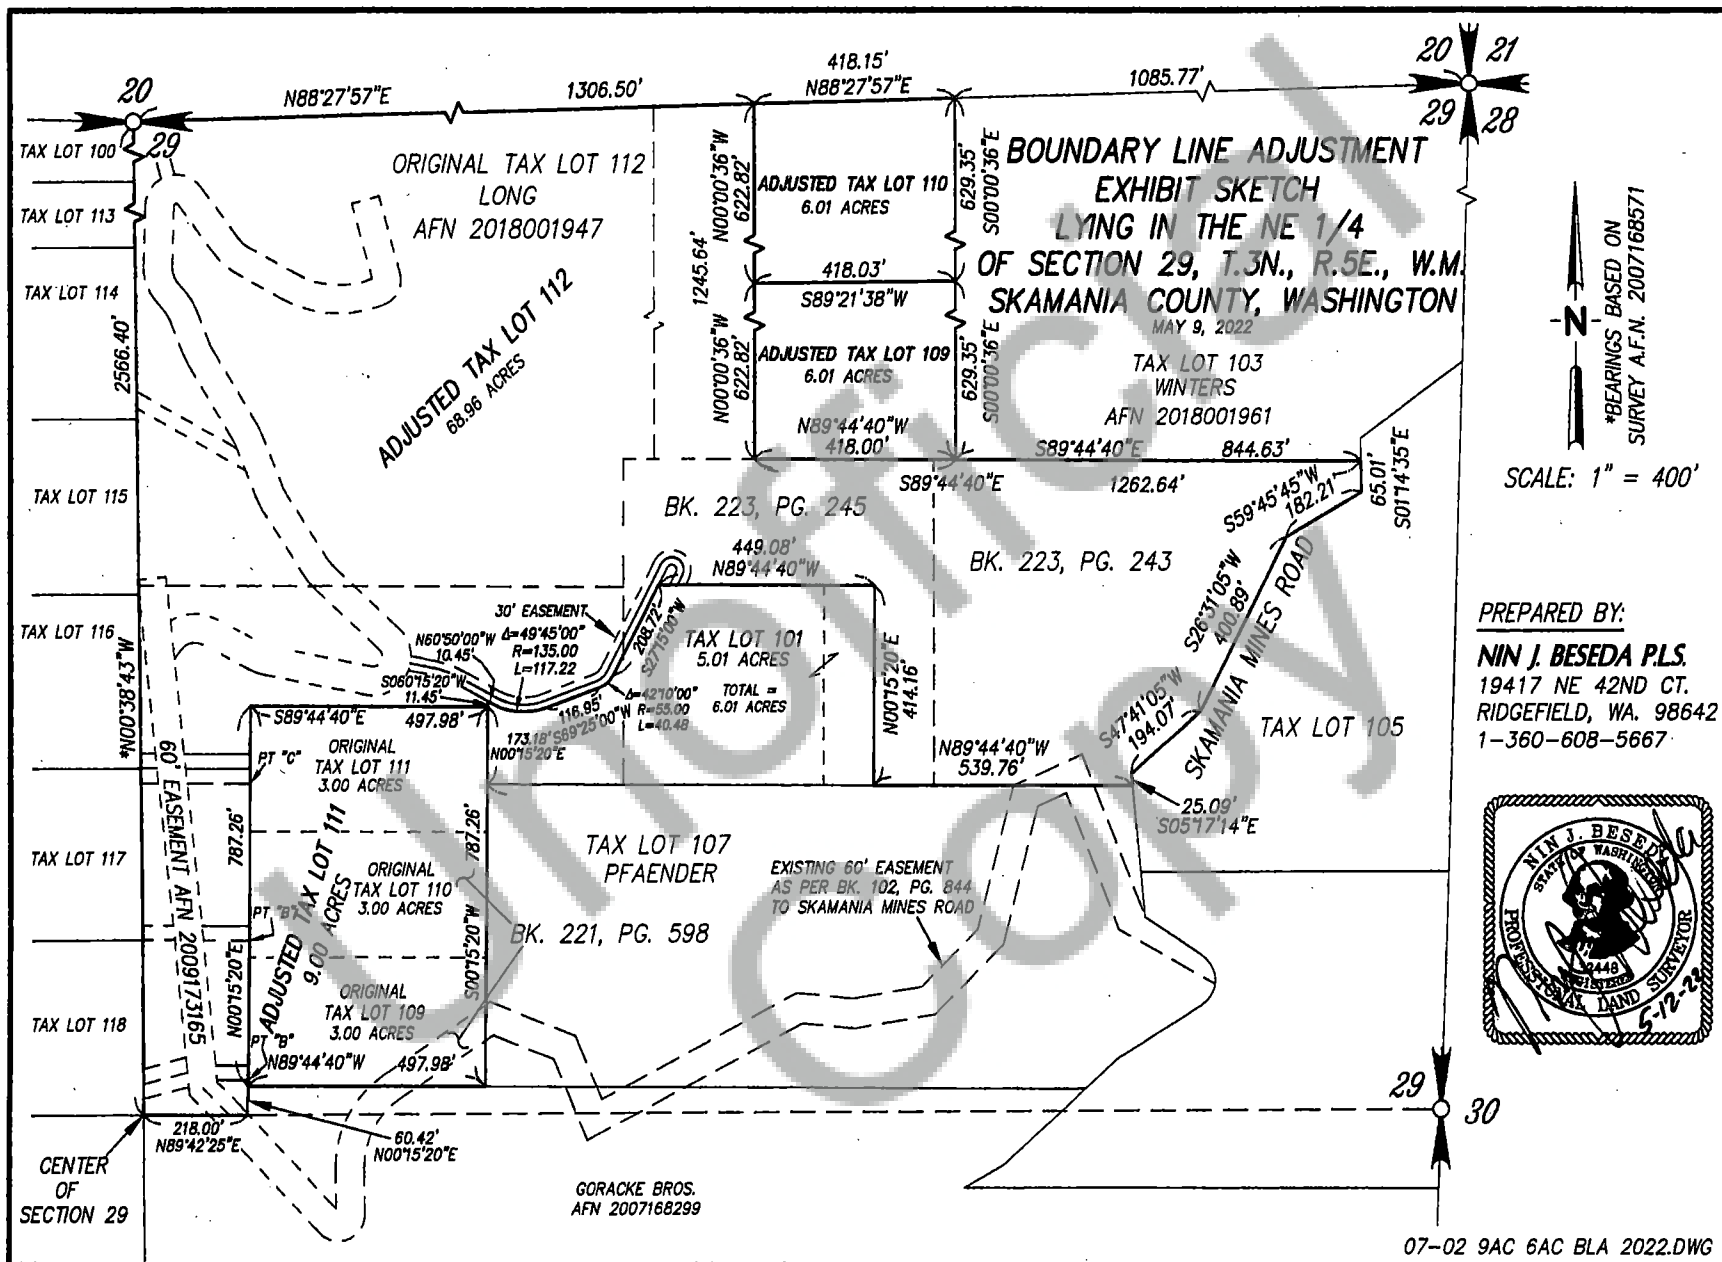 20
29
N88°27'57"E
1306.50'
418.15'
N88°27'57"E
1085.77'
20
21
29
28
TAX LOT 100
TAX LOT 113
TAX LOT 114
TAX LOT 115
TAX LOT 116
TAX LOT 117
TAX LOT 118
2566.40'
*N00°38'43"W
ORIGINAL TAX LOT 112
LONG
AFN 2018001947
ADJUSTED TAX LOT 112
68.96 ACRES
1245.64'
N00°00'36"W
622.82'
ADJUSTED TAX LOT 110
6.01 ACRES
629.35'
S00°00'36"E
418.03'
S89°21'38"W
N00°00'36"W
622.82'
ADJUSTED TAX LOT 109
6.01 ACRES
629.35'
S00°00'36"E
N89°44'40"W
418.00'
BOUNDARY LINE ADJUSTMENT
EXHIBIT SKETCH
LYING IN THE NE 1/4
OF SECTION 29, T.3N., R.5E., W.M.
SKAMANIA COUNTY, WASHINGTON
MAY 9, 2022
TAX LOT 103
WINTERS
AFN 2018001961
S89°44'40"E
844.63'
S89°44'40"E
1262.64'
65.01'
S01°14'35"E
S59°45'45"W
182.21'
S26°31'05"W
400.89'
S47°41'05"W
194.07'
SKAMANIA MINES ROAD
N
*BEARINGS BASED ON
SURVEY A.F.N. 2007168571
SCALE: 1" = 400'
BK. 223, PG. 245
BK. 223, PG. 243
449.08'
N89°44'40"W
30' EASEMENT
Δ=49°45'00"
R=135.00
L=117.22
N60°50'00"W
10.45'
S060°15'20"W
11.45'
208.72'
S27°15'00"W
TAX LOT 101
5.01 ACRES
TOTAL =
6.01 ACRES
Δ=42°10'00"
R=55.00
L=40.48
116.95'
S69°25'00"W
173.18'
N00°15'20"E
N00°15'20"E
414.16'
N89°44'40"W
539.76'
TAX LOT 105
25.09'
S05°17'14"E
S89°44'40"E
497.98'
ORIGINAL
TAX LOT 111
3.00 ACRES
PT "C"
787.26'
787.26'
ADJUSTED TAX LOT 111
9.00 ACRES
ORIGINAL
TAX LOT 110
3.00 ACRES
PT "B"
ORIGINAL
TAX LOT 109
3.00 ACRES
PT "B"
N00°15'20"E
S00°15'20"W
N89°44'40"W
497.98'
60' EASEMENT AFN 2009173165
TAX LOT 107
PFAENDER
BK. 221, PG. 598
EXISTING 60' EASEMENT
AS PER BK. 102, PG. 844
TO SKAMANIA MINES ROAD
218.00'
N89°42'25"E
60.42'
N00°15'20"E
CENTER
OF
SECTION 29
GORACKE BROS.
AFN 2007168299
29
30
PREPARED BY:
NIN J. BESEDA P.L.S.
19417 NE 42ND CT.
RIDGEFIELD, WA. 98642
1-360-608-5667
NIN J. BESEDA
STATE OF WASHINGTON
REGISTERED
PROFESSIONAL LAND SURVEYOR
5-12-22
07-02 9AC 6AC BLA 2022.DWG
Unofficial
Copy